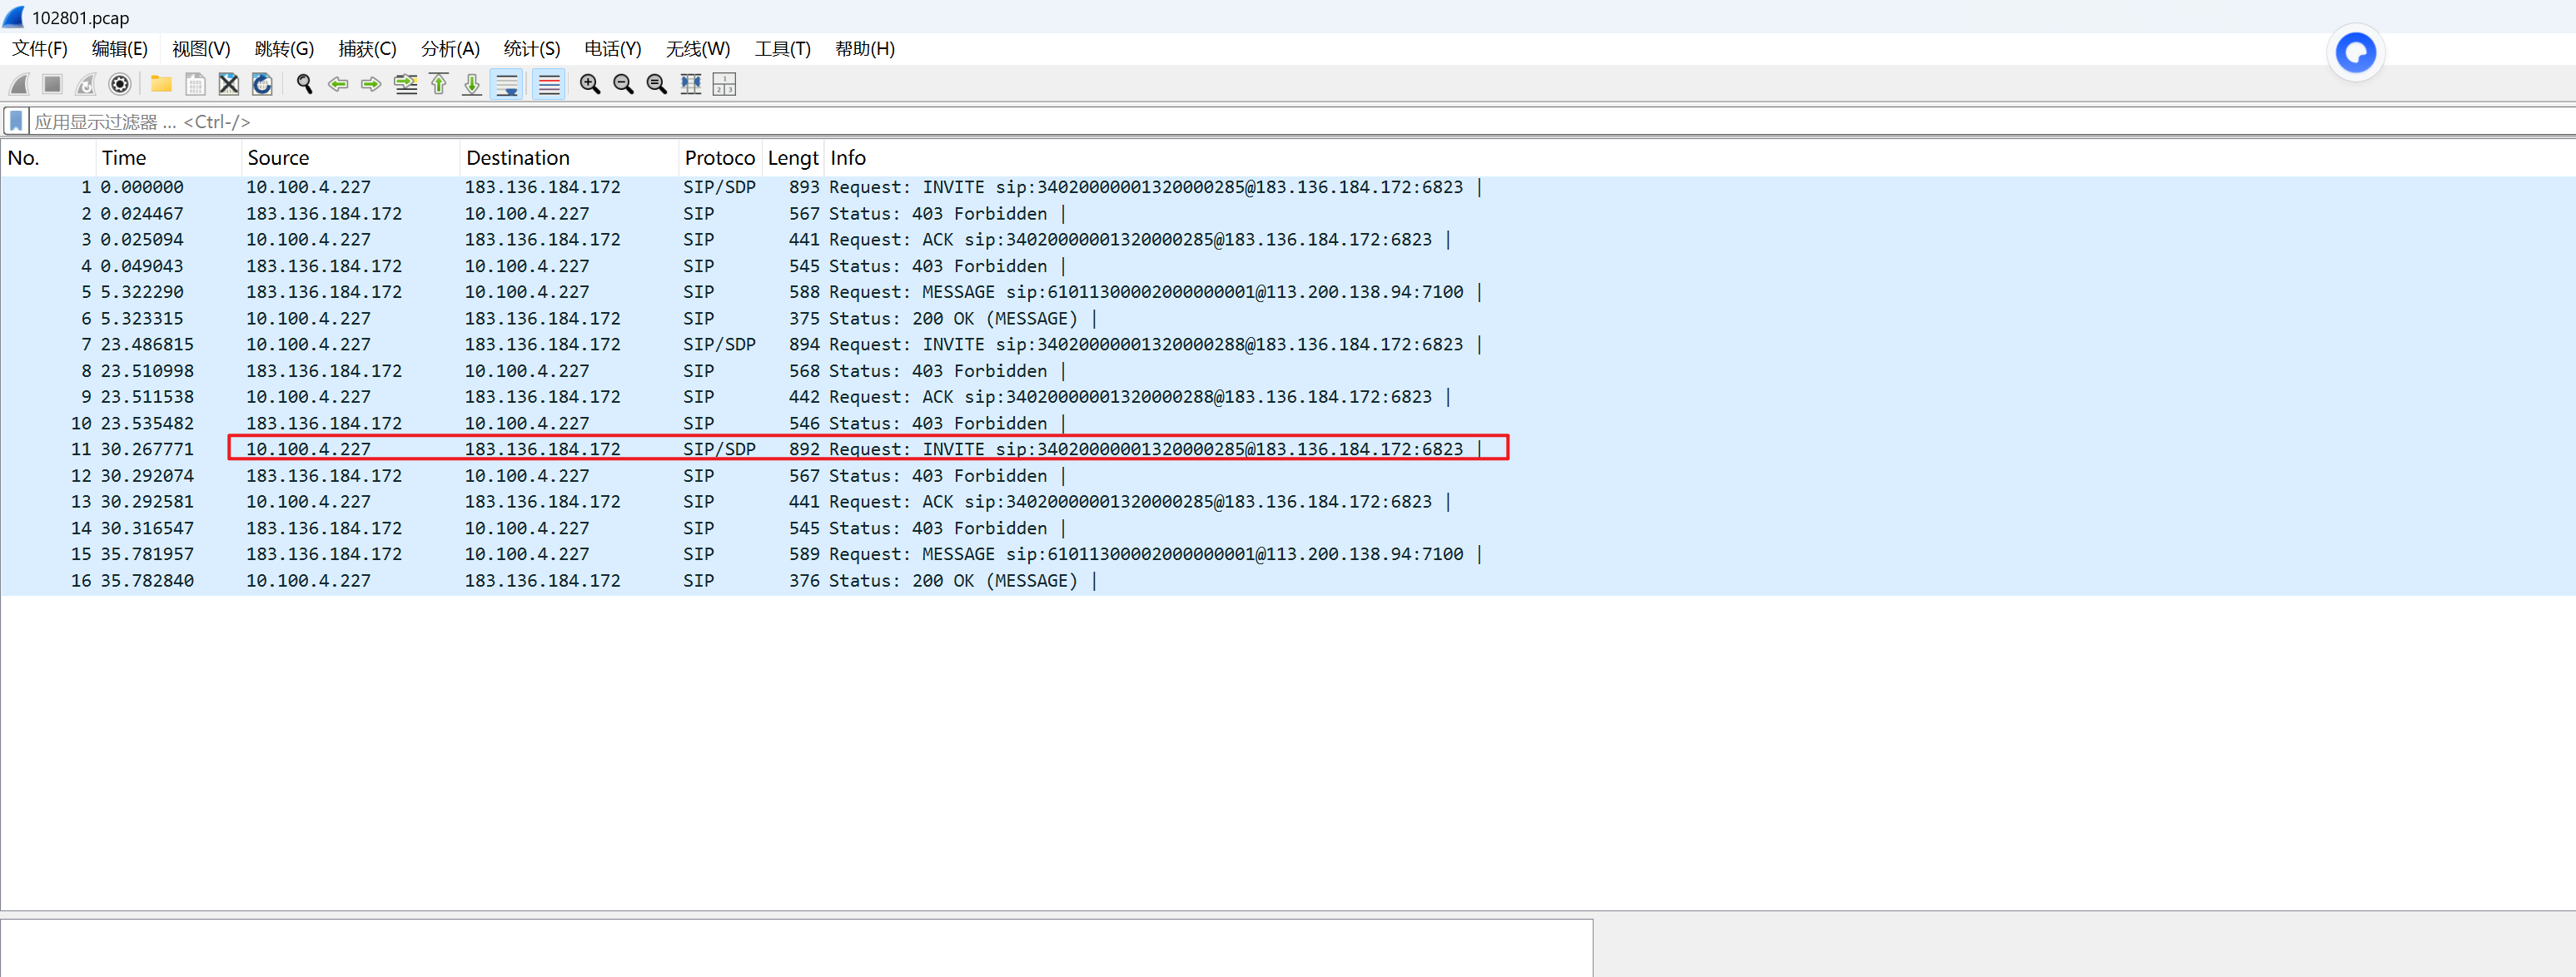 102801.pcap
文件(F) 编辑(E) 视图(V) 跳转(G) 捕获(C) 分析(A) 统计(S) 电话(Y) 无线(W) 工具(T) 帮助(H)
应用显示过滤器 … <Ctrl-/>
No. Time Source Destination Protoco Lengt Info
1 0.000000 10.100.4.227 183.136.184.172 SIP/SDP 893 Request: INVITE sip:34020000001320000285@183.136.184.172:6823 |
2 0.024467 183.136.184.172 10.100.4.227 SIP 567 Status: 403 Forbidden |
3 0.025094 10.100.4.227 183.136.184.172 SIP 441 Request: ACK sip:34020000001320000285@183.136.184.172:6823 |
4 0.049043 183.136.184.172 10.100.4.227 SIP 545 Status: 403 Forbidden |
5 5.322290 183.136.184.172 10.100.4.227 SIP 588 Request: MESSAGE sip:61011300002000000001@113.200.138.94:7100 |
6 5.323315 10.100.4.227 183.136.184.172 SIP 375 Status: 200 OK (MESSAGE) |
7 23.486815 10.100.4.227 183.136.184.172 SIP/SDP 894 Request: INVITE sip:34020000001320000288@183.136.184.172:6823 |
8 23.510998 183.136.184.172 10.100.4.227 SIP 568 Status: 403 Forbidden |
9 23.511538 10.100.4.227 183.136.184.172 SIP 442 Request: ACK sip:34020000001320000288@183.136.184.172:6823 |
10 23.535482 183.136.184.172 10.100.4.227 SIP 546 Status: 403 Forbidden |
11 30.267771 10.100.4.227 183.136.184.172 SIP/SDP 892 Request: INVITE sip:34020000001320000285@183.136.184.172:6823 |
12 30.292074 183.136.184.172 10.100.4.227 SIP 567 Status: 403 Forbidden |
13 30.292581 10.100.4.227 183.136.184.172 SIP 441 Request: ACK sip:34020000001320000285@183.136.184.172:6823 |
14 30.316547 183.136.184.172 10.100.4.227 SIP 545 Status: 403 Forbidden |
15 35.781957 183.136.184.172 10.100.4.227 SIP 589 Request: MESSAGE sip:61011300002000000001@113.200.138.94:7100 |
16 35.782840 10.100.4.227 183.136.184.172 SIP 376 Status: 200 OK (MESSAGE) |